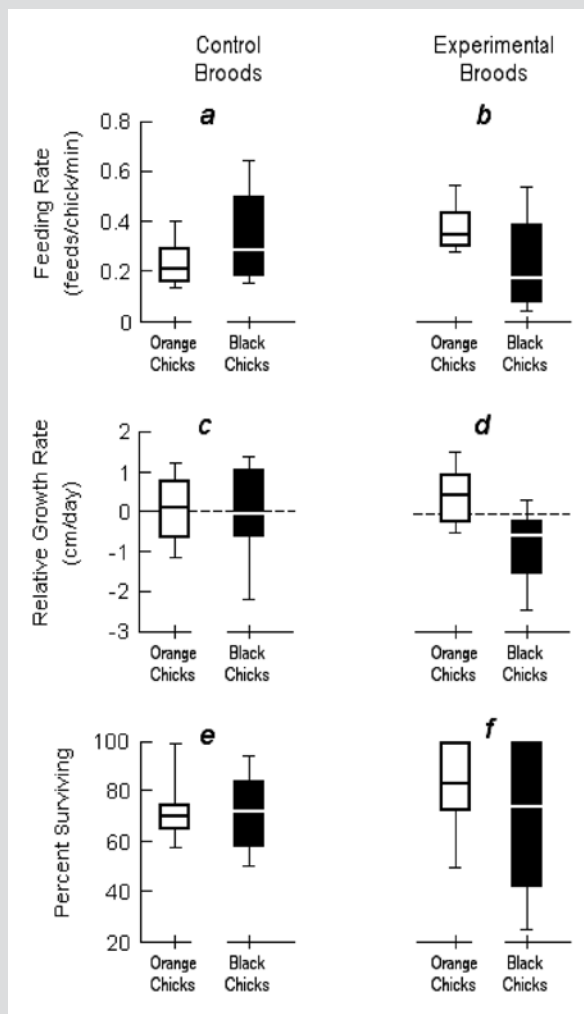 Control
Broods
Experimental
Broods
a
b
Feeding Rate
(feeds/chick/min)
0.8
0.6
0.4
0.2
0
Orange
Chicks
Black
Chicks
Orange
Chicks
Black
Chicks
c
d
Relative Growth Rate
(cm/day)
2
1
0
-1
-2
-3
Orange
Chicks
Black
Chicks
Orange
Chicks
Black
Chicks
e
f
Percent Surviving
100
80
60
40
20
Orange
Chicks
Black
Chicks
Orange
Chicks
Black
Chicks